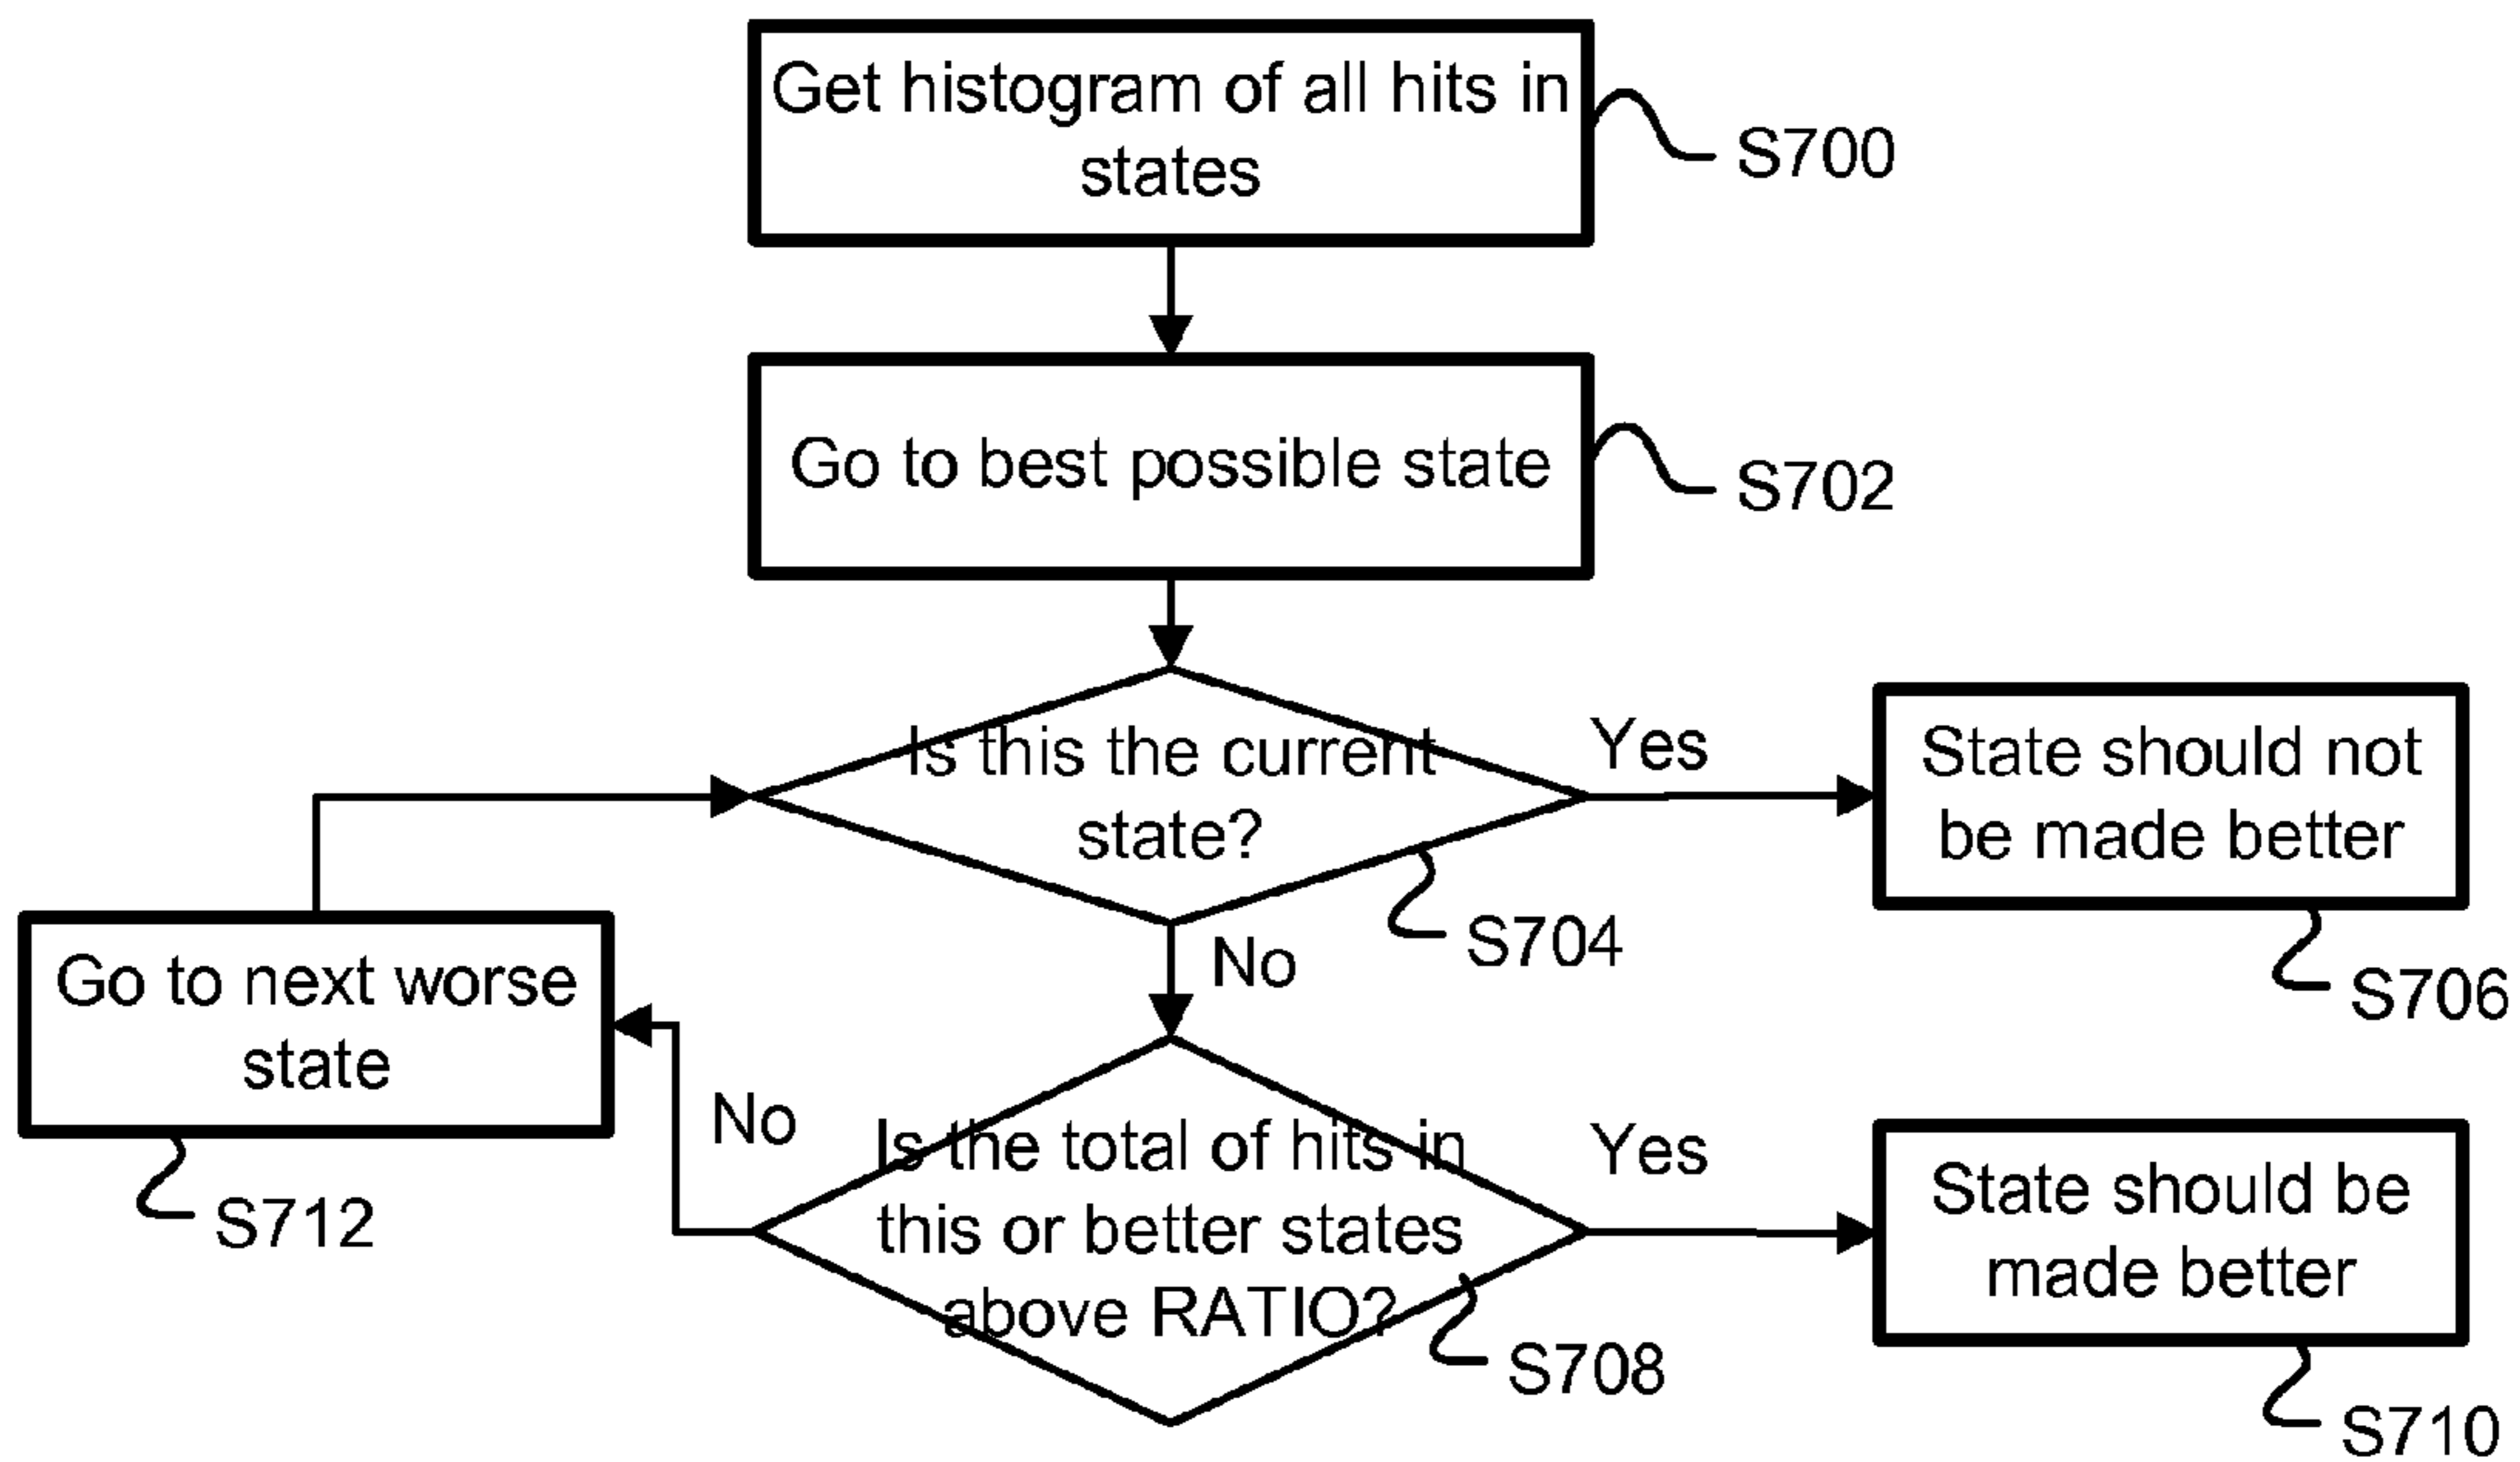 Get histogram of all hits in
states
S700
Go to best possible state
S702
Is this the current
state?
S704
Yes
State should not
be made better
S706
No
Is the total of hits in
this or better states
above RATIO?
S708
Yes
State should be
made better
S710
No
Go to next worse
state
S712